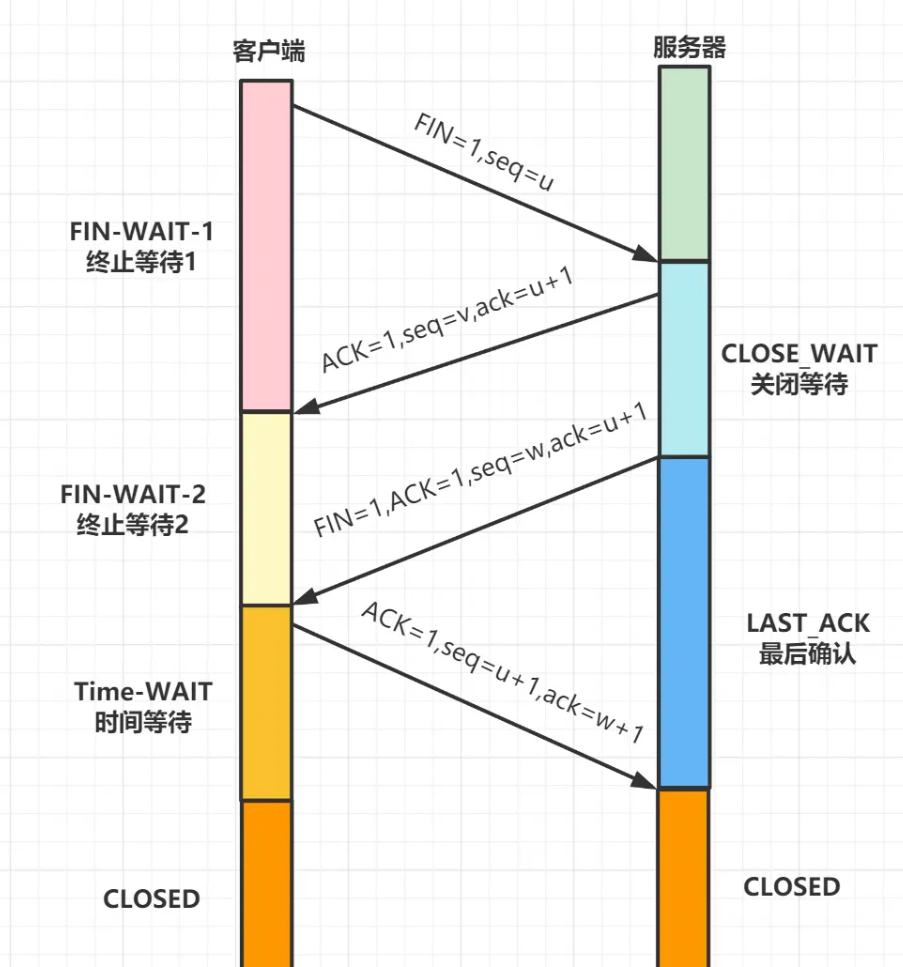 客户端
服务器
FIN=1,seq=u
FIN-WAIT-1
终止等待1
ACK=1,seq=v,ack=u+1
CLOSE_WAIT
关闭等待
FIN=1,ACK=1,seq=w,ack=u+1
FIN-WAIT-2
终止等待2
ACK=1,seq=u+1,ack=w+1
LAST_ACK
最后确认
Time-WAIT
时间等待
CLOSED
CLOSED